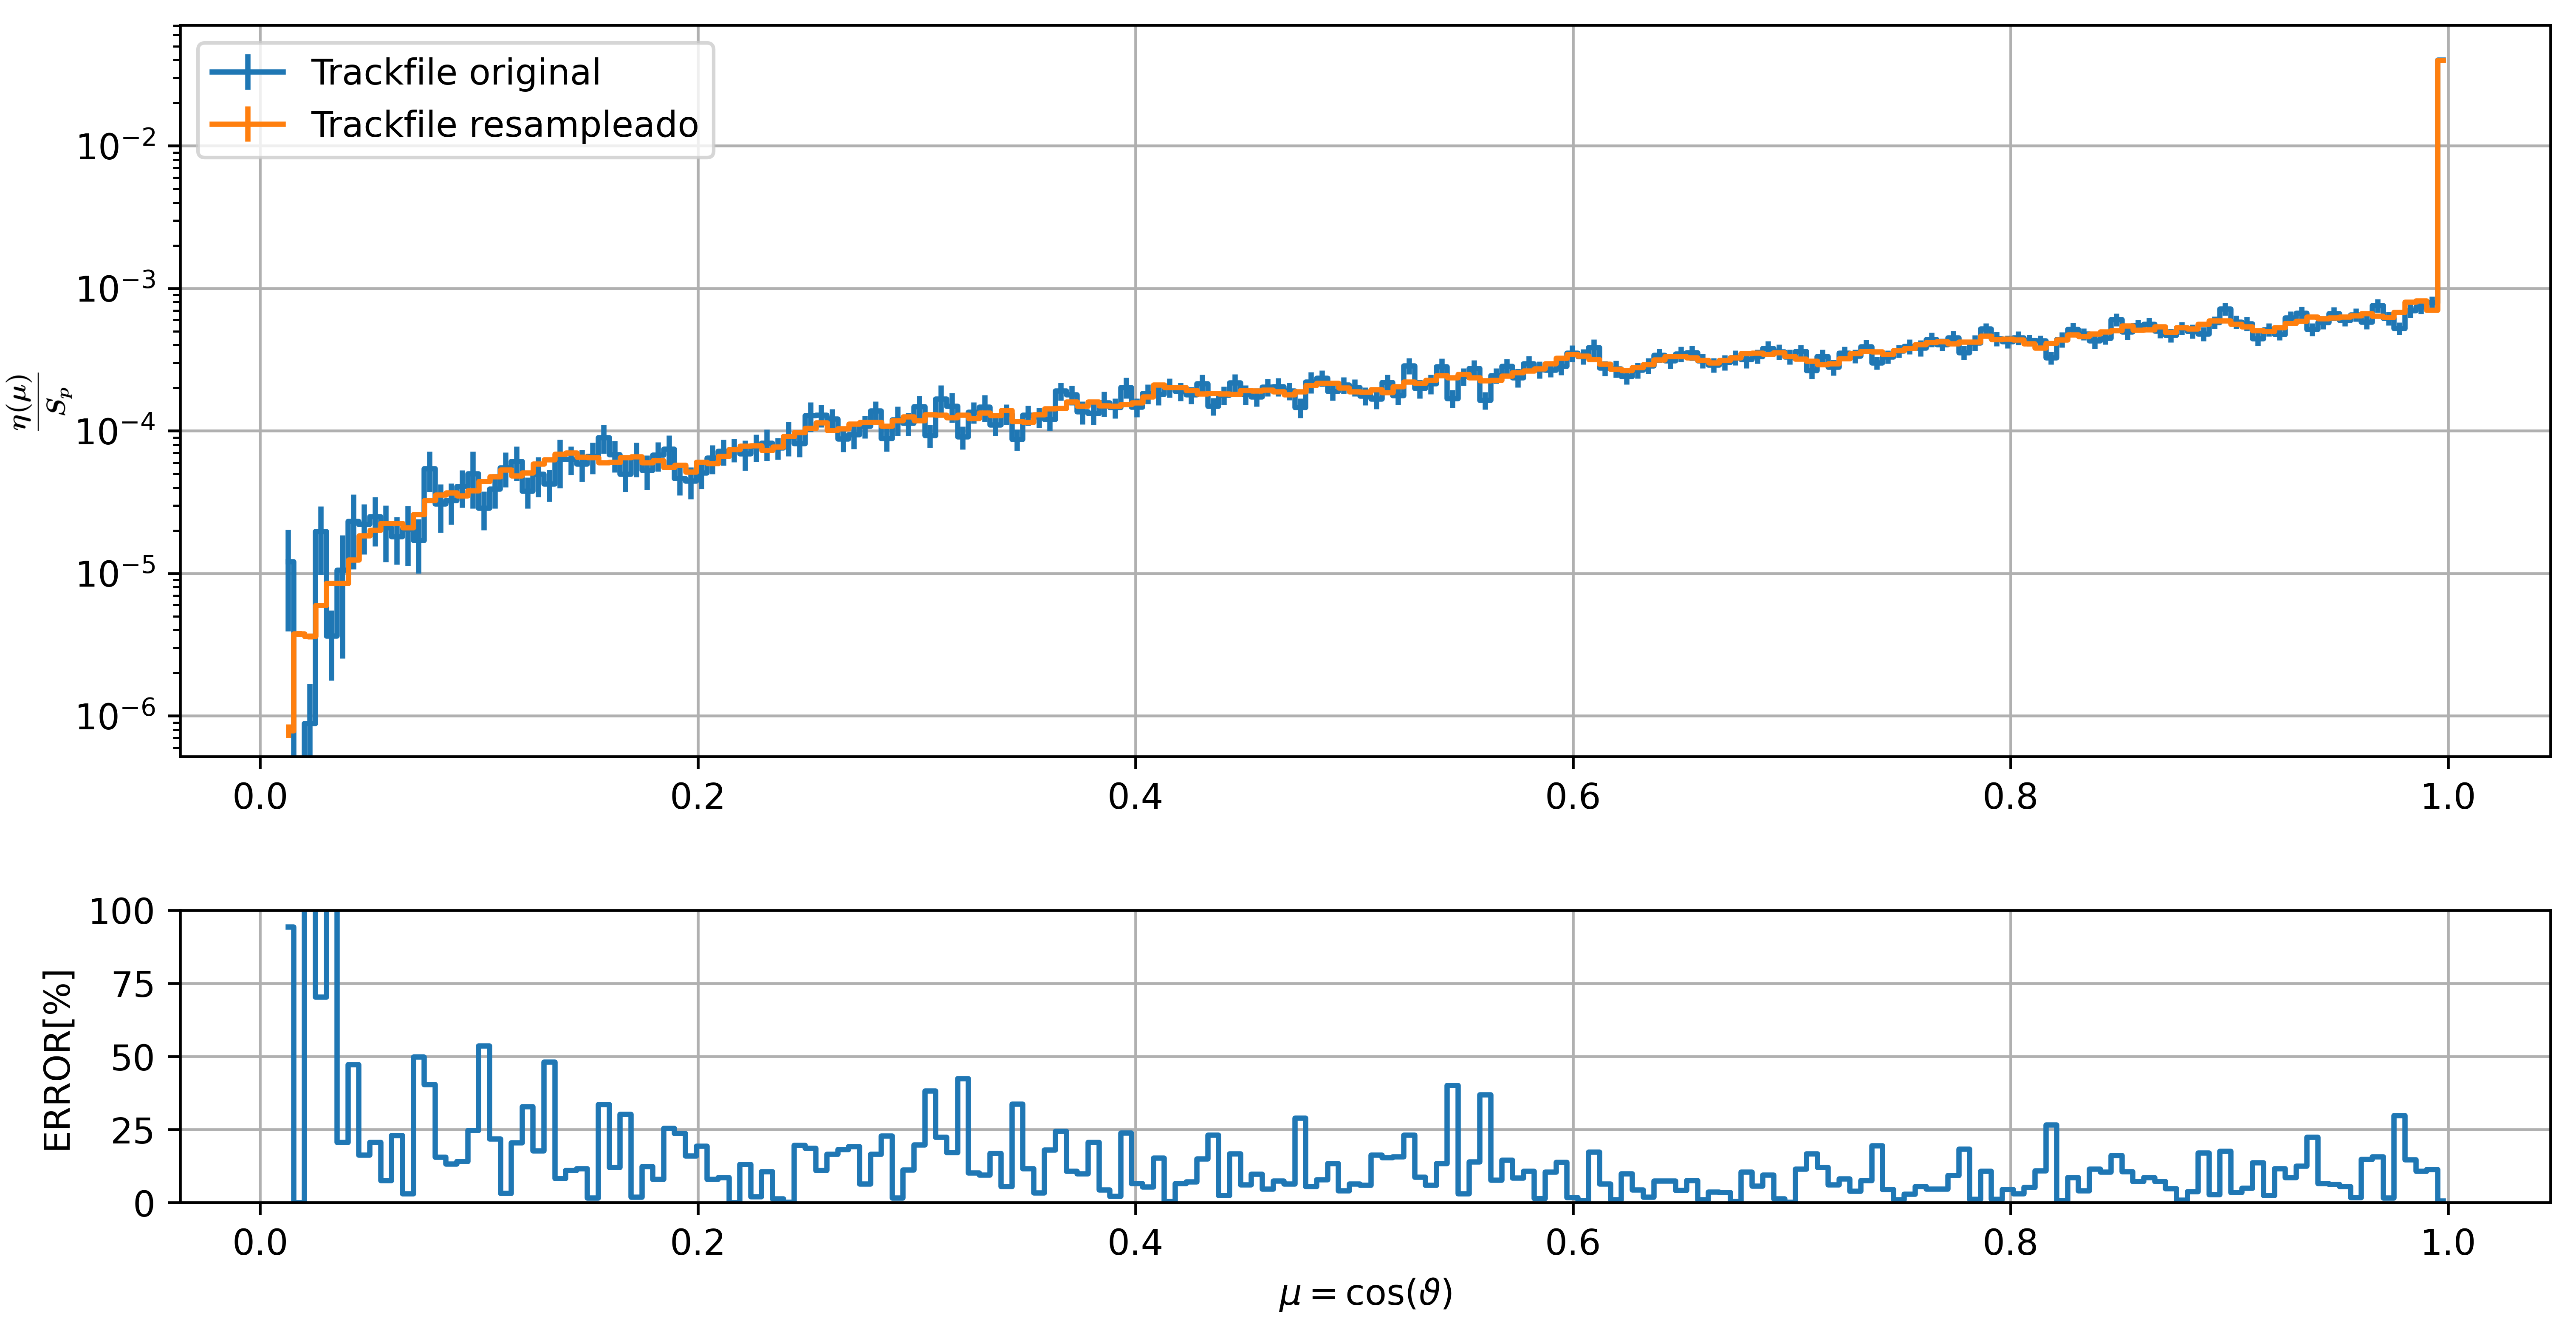 Trackfile original
Trackfile resampleado
10⁻²
10⁻³
10⁻⁴
10⁻⁵
10⁻⁶
η(μ)
Sₚ
0.0 0.2 0.4 0.6 0.8 1.0
100
75
50
25
0
ERROR[%]
0.0 0.2 0.4 0.6 0.8 1.0
μ = cos(ϑ)